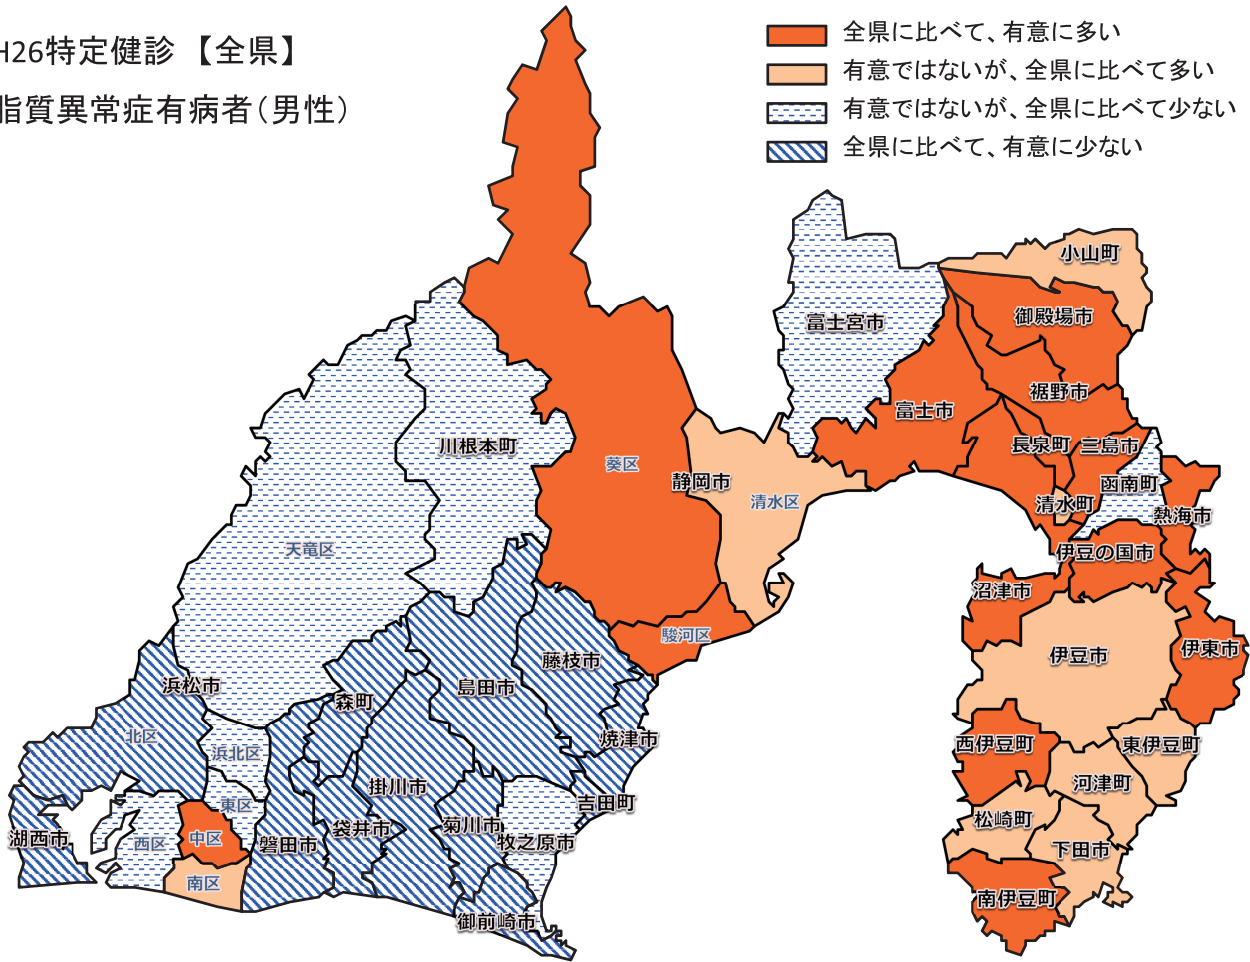 H26特定健診 【全県】
脂質異常症有病者(男性)
全県に比べて、有意に多い
有意ではないが、全県に比べて多い
有意ではないが、全県に比べて少ない
全県に比べて、有意に少ない
小山町
御殿場市
富士宮市
裾野市
富士市
長泉町 三島市
川根本町
葵区
静岡市
清水区
函南町
清水町
熱海市
天竜区
伊豆の国市
沼津市
駿河区
伊豆市
伊東市
藤枝市
浜松市
島田市
森町
北区
浜北区
焼津市
西伊豆町
東伊豆町
掛川市
河津町
東区
吉田町
湖西市
西区
中区
磐田市
袋井市
菊川市
牧之原市
松崎町
下田市
南区
南伊豆町
御前崎市